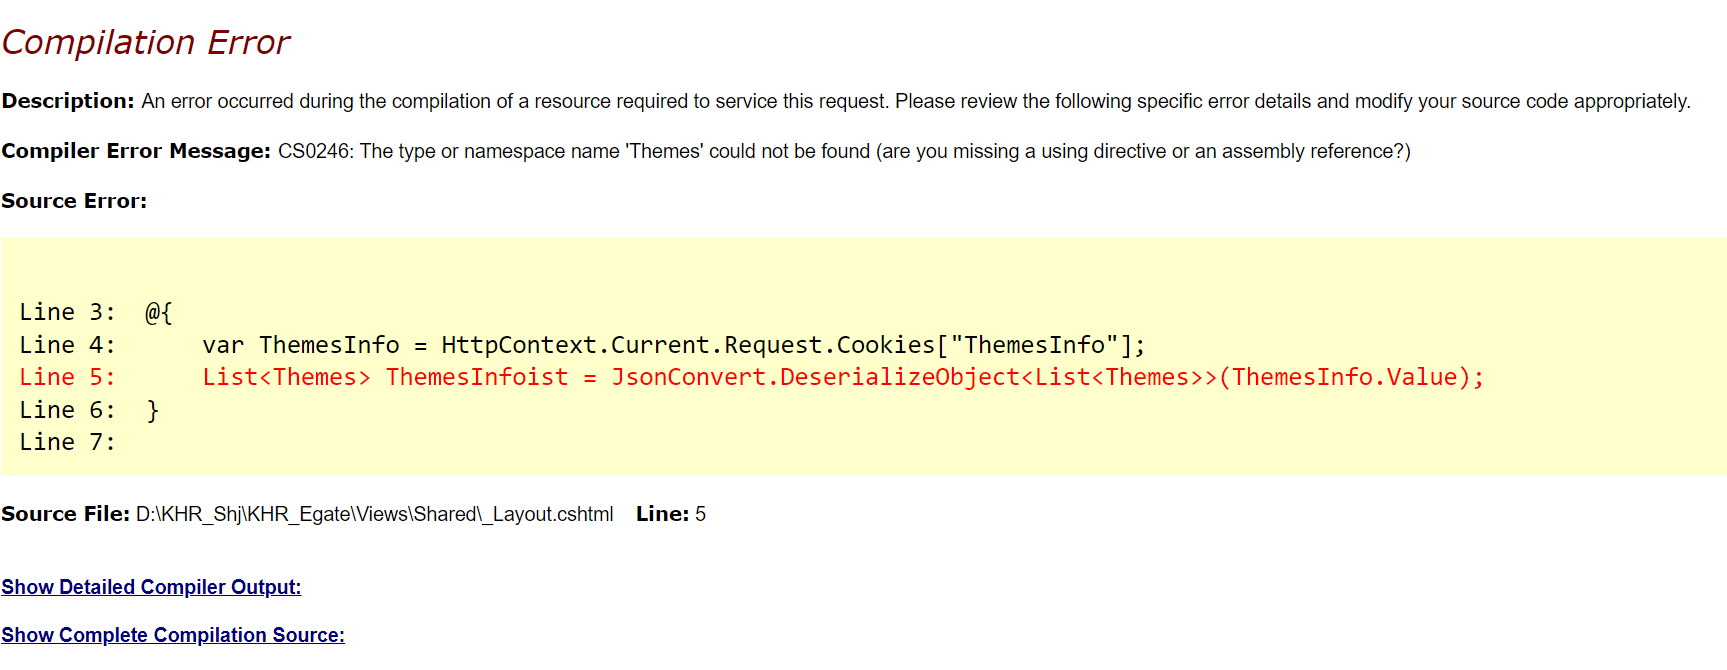 Compilation Error
Description: An error occurred during the compilation of a resource required to service this request. Please review the following specific error details and modify your source code appropriately.
Compiler Error Message: CS0246: The type or namespace name 'Themes' could not be found (are you missing a using directive or an assembly reference?)
Source Error:
Line 3:  @{
Line 4:      var ThemesInfo = HttpContext.Current.Request.Cookies["ThemesInfo"];
Line 5:      List<Themes> ThemesInfoist = JsonConvert.DeserializeObject<List<Themes>>(ThemesInfo.Value);
Line 6:  }
Line 7:
Source File: D:\KHR_Shj\KHR_Egate\Views\Shared\_Layout.cshtml    Line: 5
Show Detailed Compiler Output:
Show Complete Compilation Source: